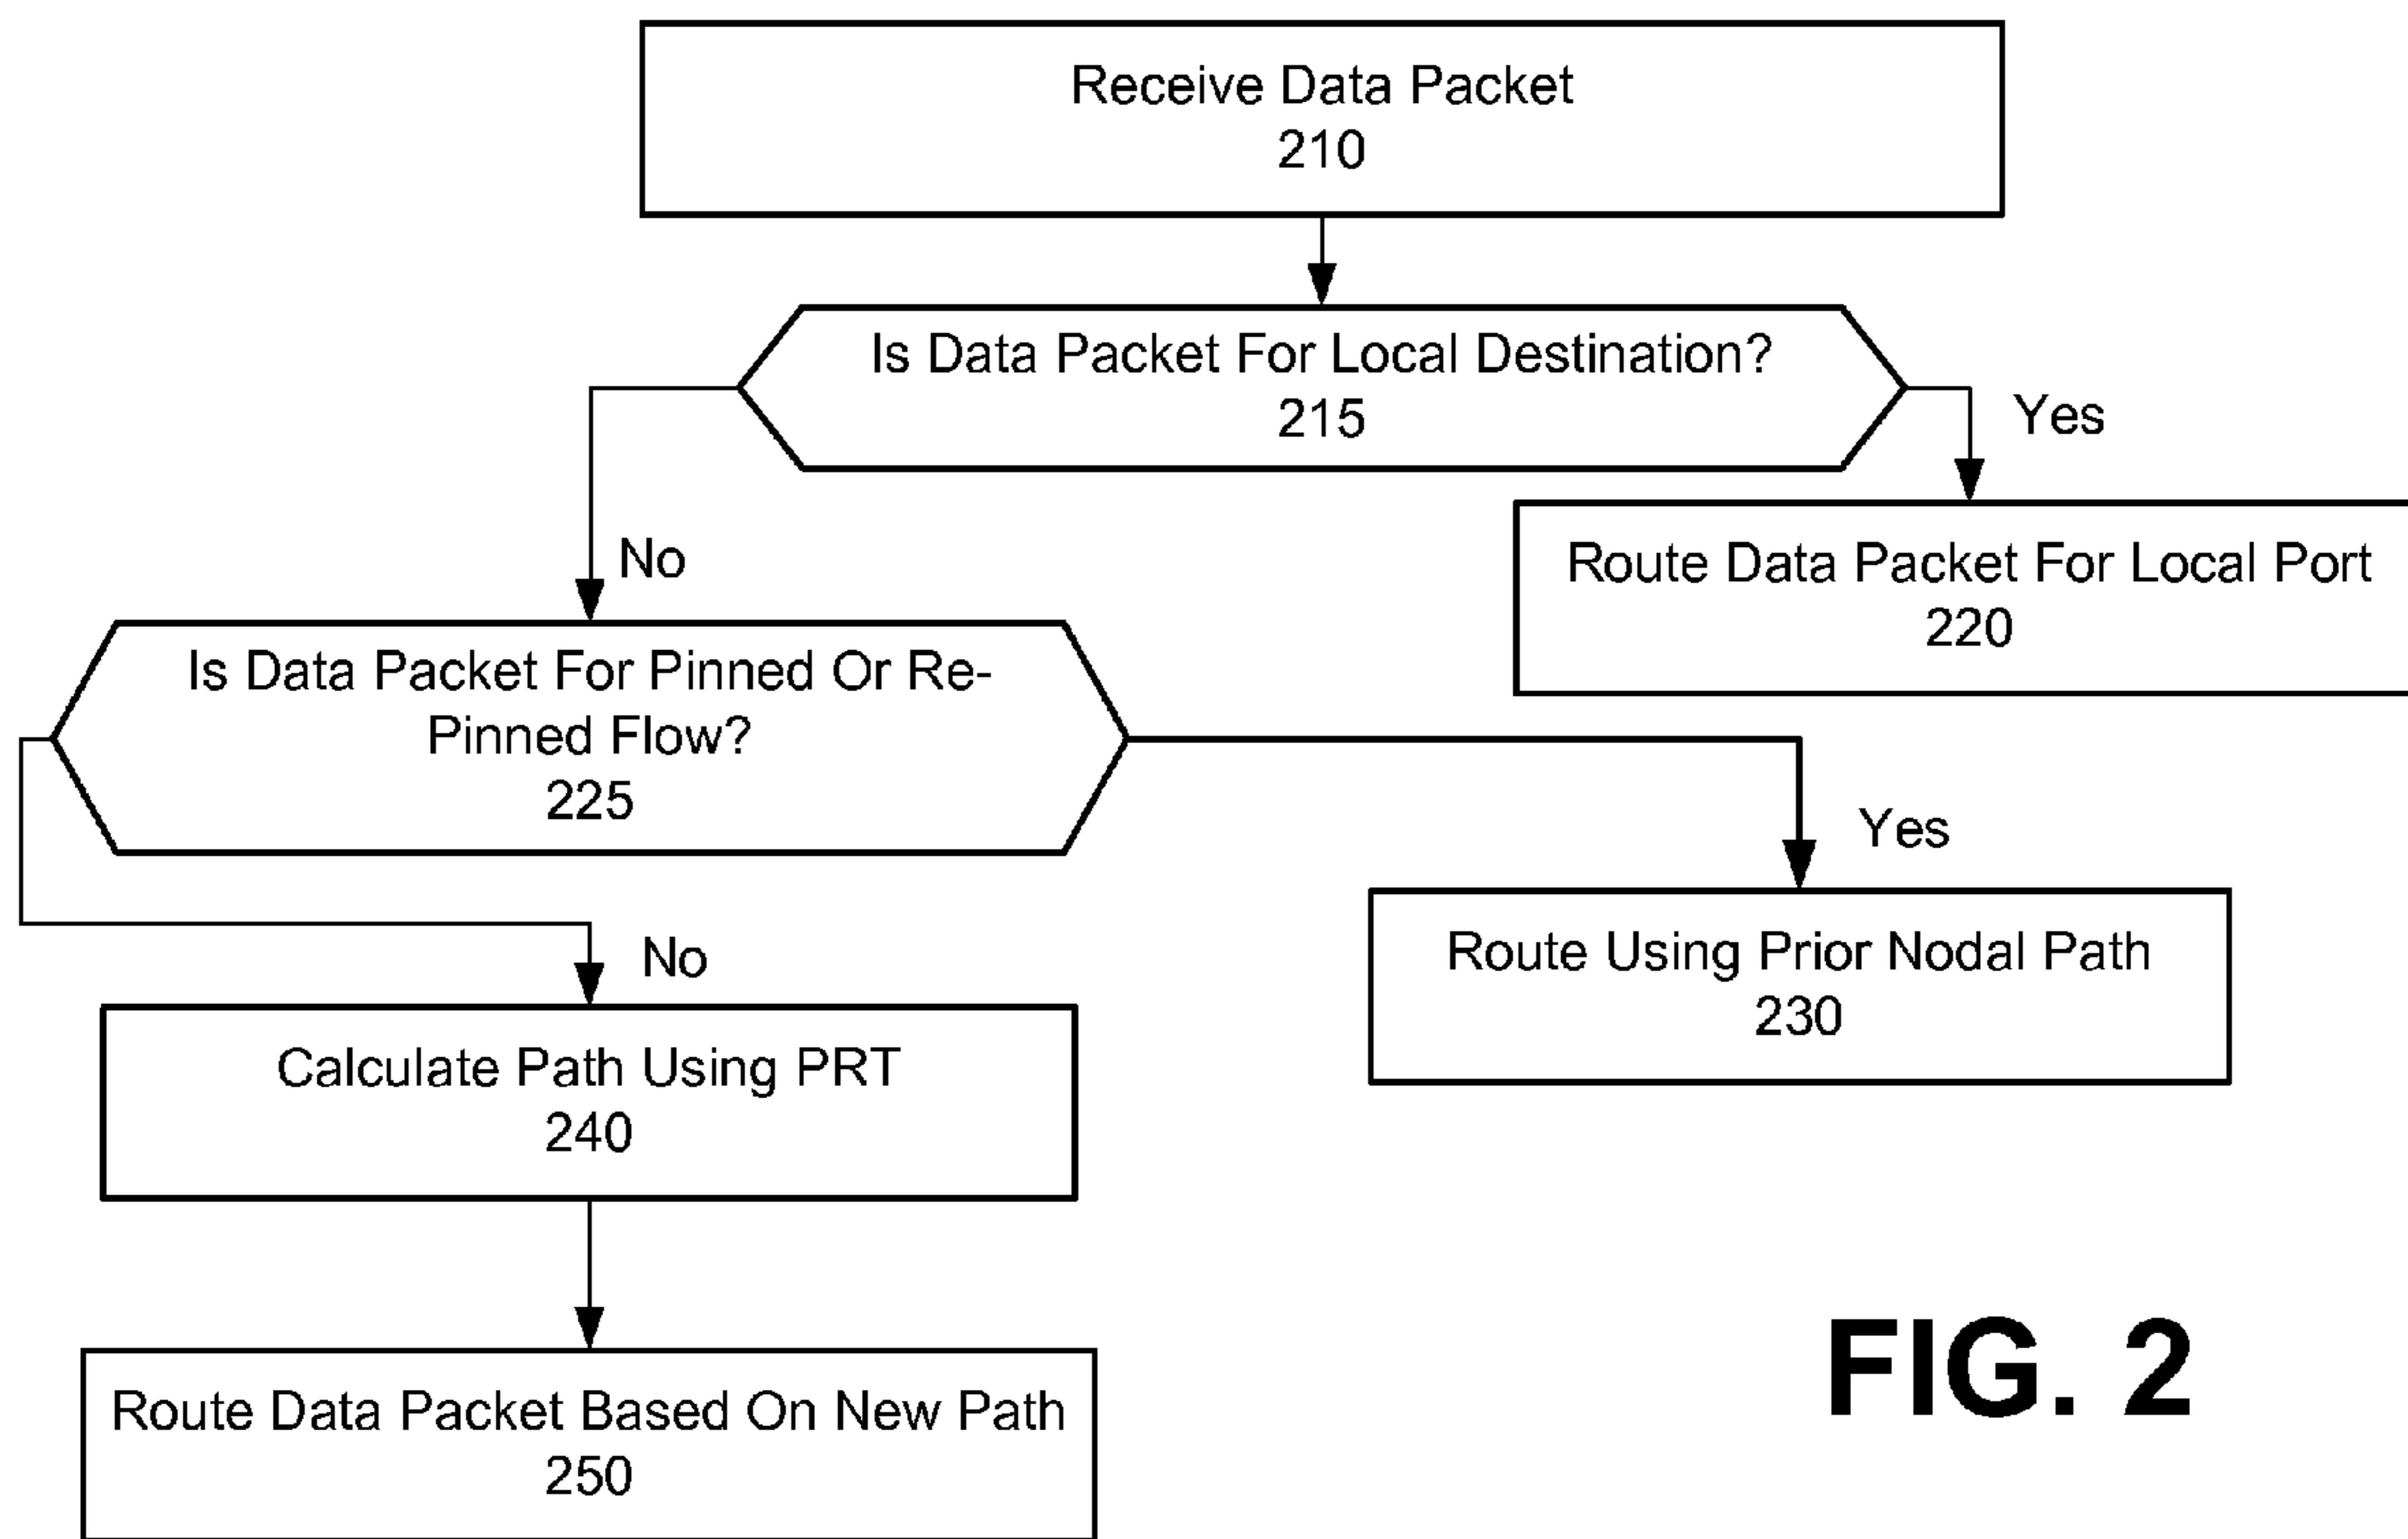 Receive Data Packet
210
Is Data Packet For Local Destination?
215
Yes
No
Route Data Packet For Local Port
220
Is Data Packet For Pinned Or Re-
Pinned Flow?
225
Yes
No
Route Using Prior Nodal Path
230
Calculate Path Using PRT
240
Route Data Packet Based On New Path
250
FIG. 2